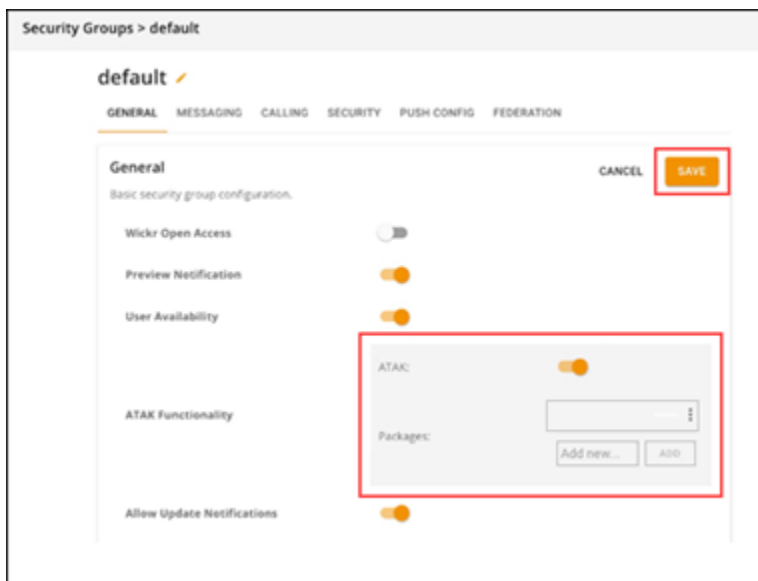 Security Groups > default
default
GENERAL MESSAGING CALLING SECURITY PUSH CONFIG FEDERATION
General
CANCEL SAVE
Basic security group configuration.
Wickr Open Access
Preview Notification
User Availability
ATAK:
ATAK Functionality
Packages:
Add new... ADD
Allow Update Notifications